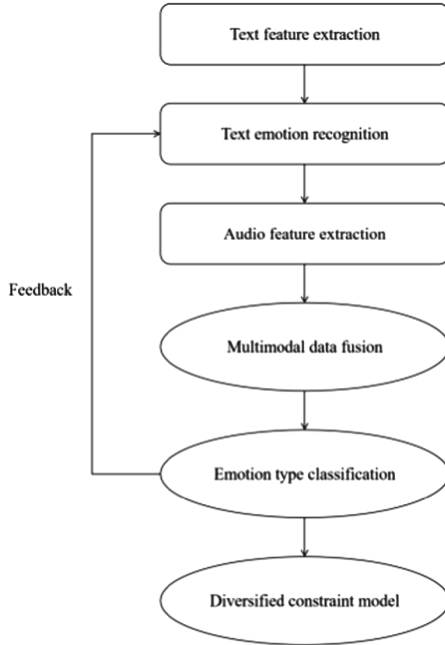 Text feature extraction
Text emotion recognition
Audio feature extraction
Feedback
Multimodal data fusion
Emotion type classification
Diversified constraint model